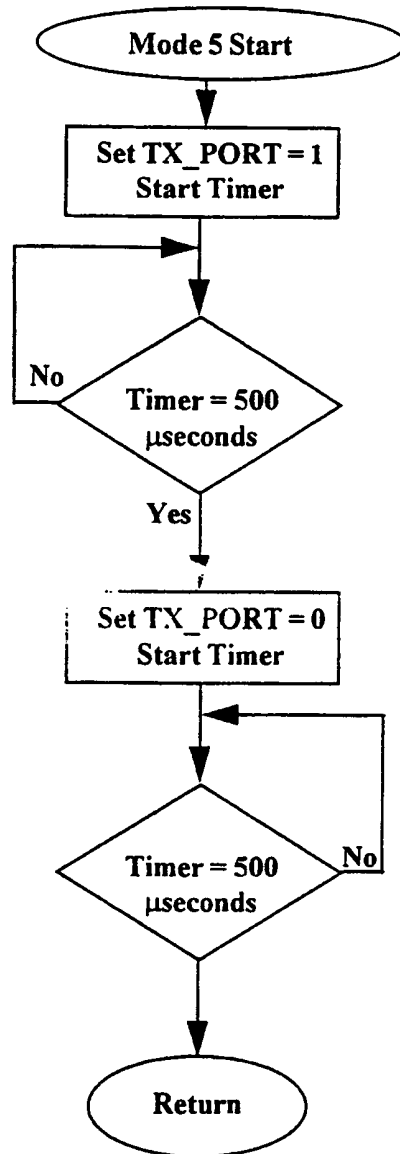 Mode 5 Start
Set TX_PORT = 1
Start Timer
No
Timer = 500
µseconds
Yes
Set TX_PORT = 0
Start Timer
Timer = 500
No
µseconds
Return